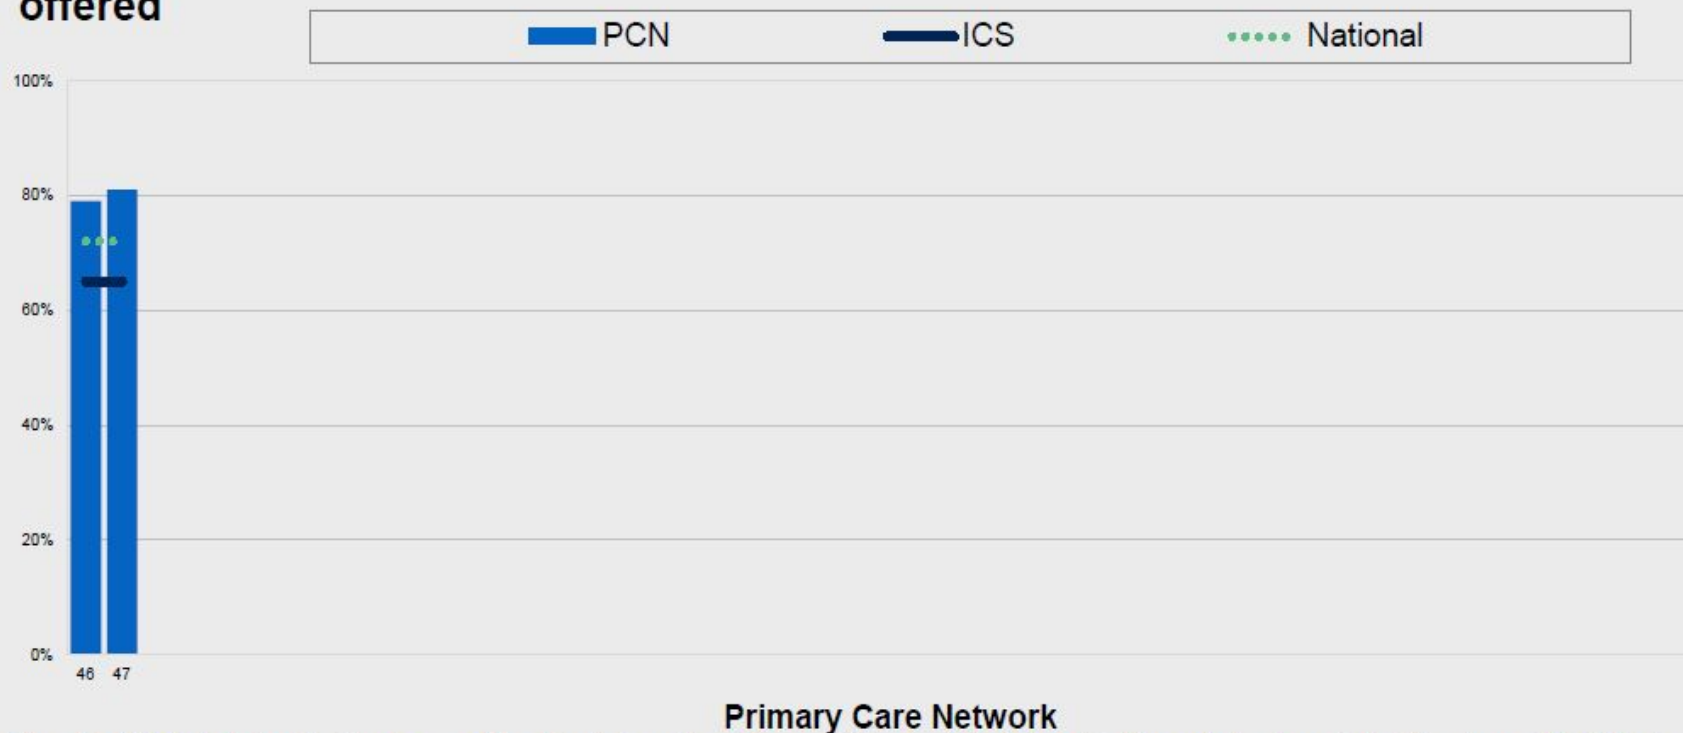 offered
PCN ICS National
100%
80%
60%
40%
20%
0%
46 47
Primary Care Network